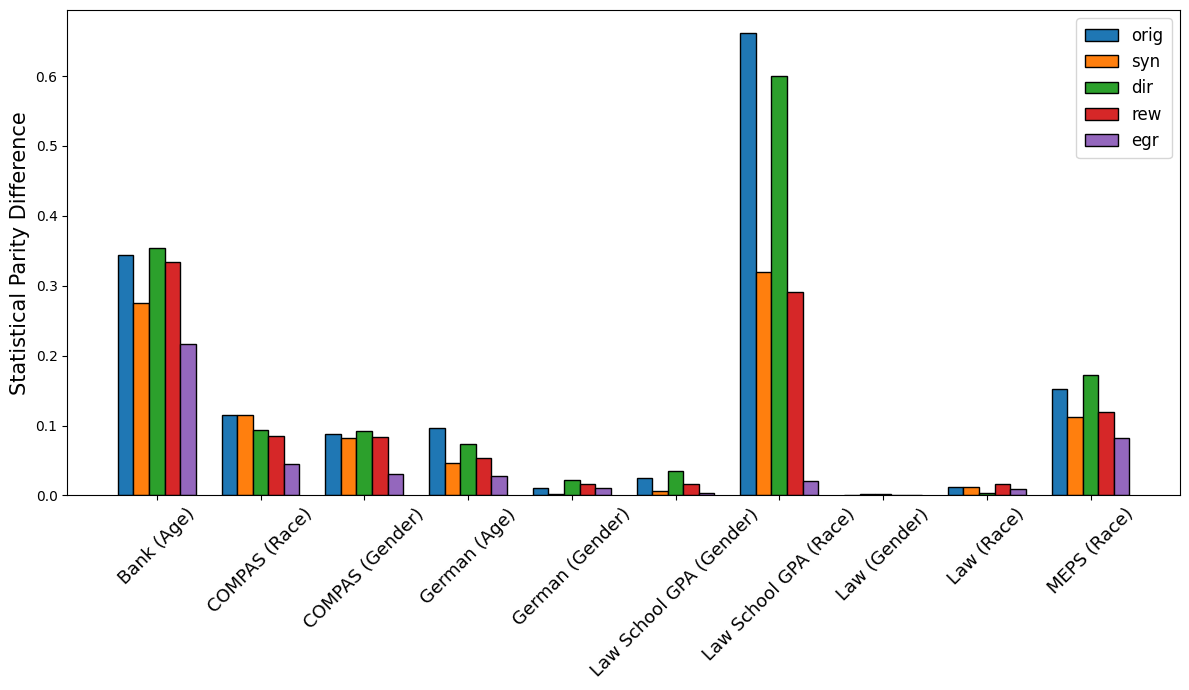 Statistical Parity Difference
0.6
0.5
0.4
0.3
0.2
0.1
0.0
orig
syn
dir
rew
egr
Bank (Age)
COMPAS (Race)
COMPAS (Gender)
German (Age)
German (Gender)
Law School GPA (Gender)
Law School GPA (Race)
Law (Gender)
Law (Race)
MEPS (Race)